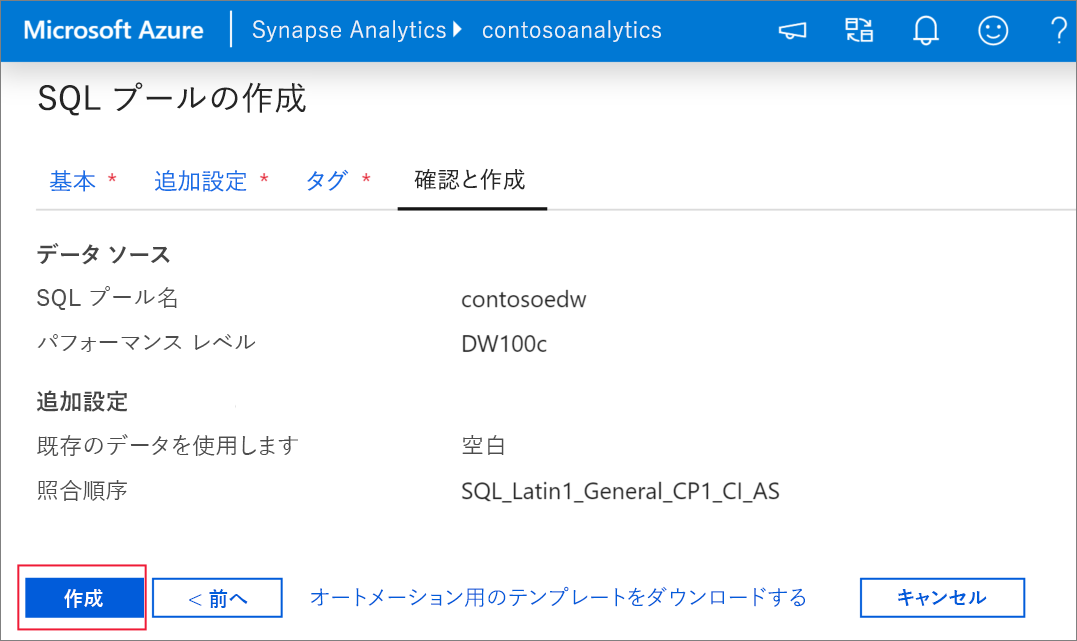 Microsoft Azure Synapse Analytics contosoanalytics ?
SQL プールの作成
基本 * 追加設定 * タグ * 確認と作成
データ ソース
SQL プール名 contosoedw
パフォーマンス レベル DW100c
追加設定
既存のデータを使用します 空白
照合順序 SQL_Latin1_General_CP1_CI_AS
作成 < 前へ オートメーション用のテンプレートをダウンロードする キャンセル